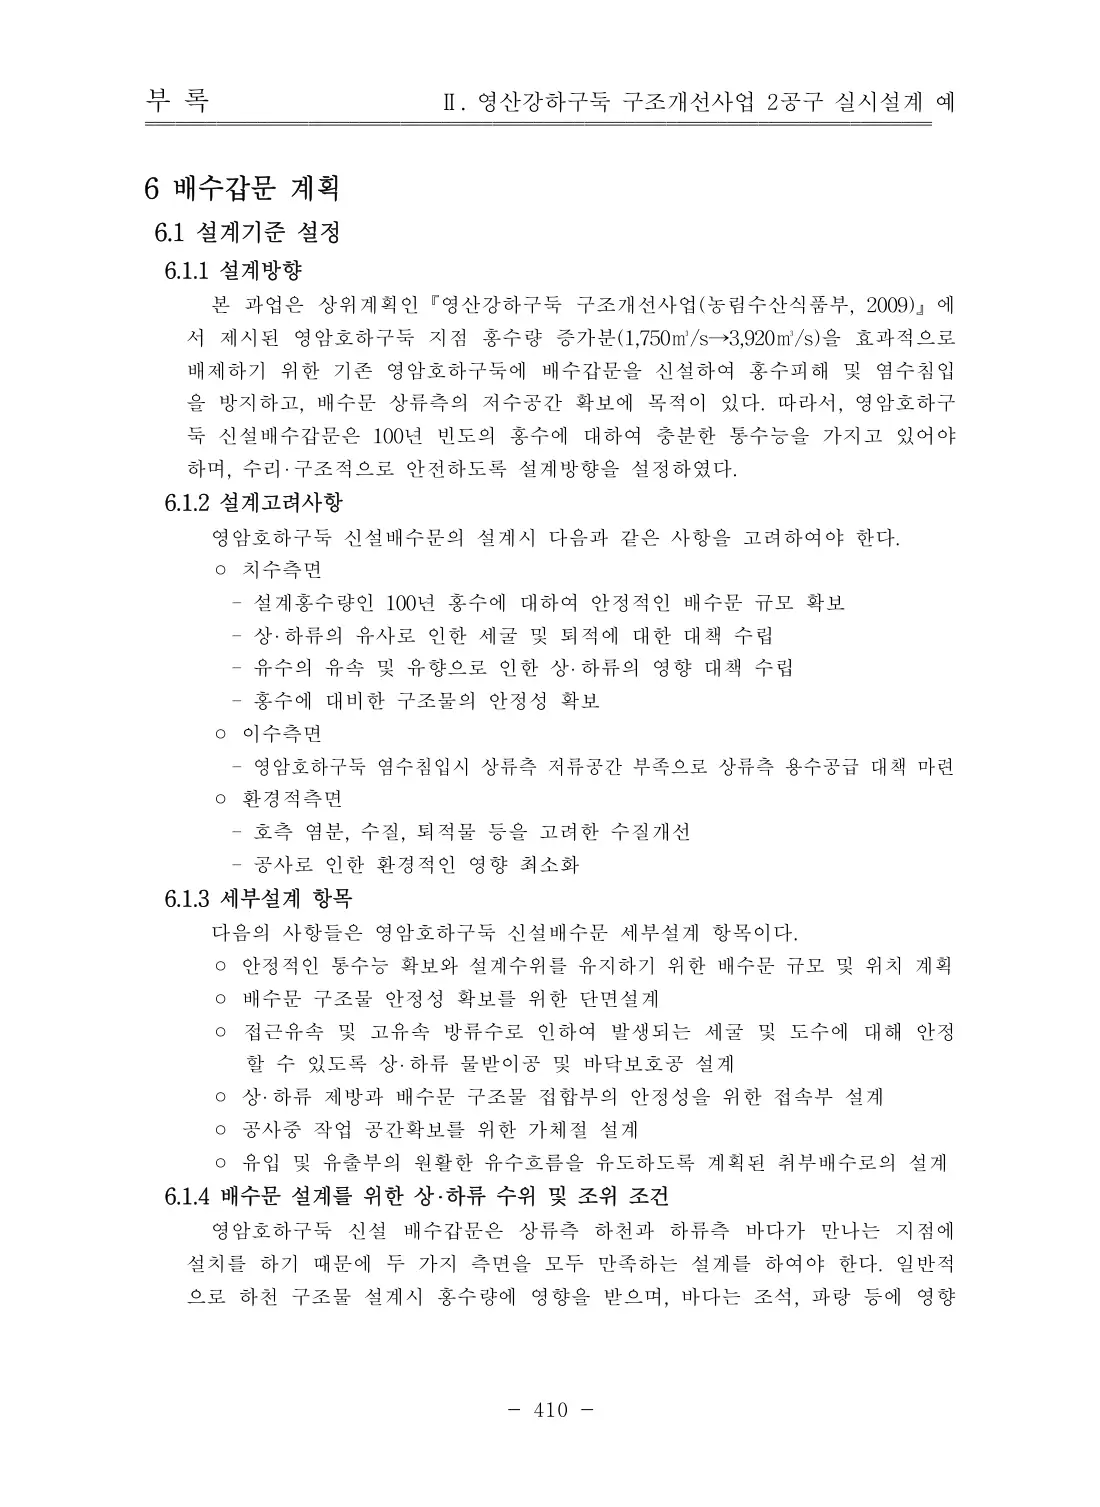 부 록
Ⅱ. 영산강하구둑 구조개선사업 2공구 실시설계 예
6 배수갑문 계획
6.1 설계기준 설정
6.1.1 설계방향
본 과업은 상위계획인『영산강하구둑 구조개선사업(농림수산식품부, 2009)』에
서 제시된 영암호하구둑 지점 홍수량 증가분(1,750㎥/s→3,920㎥/s)을 효과적으로
배제하기 위한 기존 영암호하구둑에 배수갑문을 신설하여 홍수피해 및 염수침입
을 방지하고, 배수문 상류측의 저수공간 확보에 목적이 있다. 따라서, 영암호하구
둑 신설배수갑문은 100년 빈도의 홍수에 대하여 충분한 통수능을 가지고 있어야
하며, 수리·구조적으로 안전하도록 설계방향을 설정하였다.
6.1.2 설계고려사항
영암호하구둑 신설배수문의 설계시 다음과 같은 사항을 고려하여야 한다.
○ 치수측면
- 설계홍수량인 100년 홍수에 대하여 안정적인 배수문 규모 확보
- 상·하류의 유사로 인한 세굴 및 퇴적에 대한 대책 수립
- 유수의 유속 및 유향으로 인한 상·하류의 영향 대책 수립
- 홍수에 대비한 구조물의 안정성 확보
○ 이수측면
- 영암호하구둑 염수침입시 상류측 저류공간 부족으로 상류측 용수공급 대책 마련
○ 환경적측면
- 호측 염분, 수질, 퇴적물 등을 고려한 수질개선
- 공사로 인한 환경적인 영향 최소화
6.1.3 세부설계 항목
다음의 사항들은 영암호하구둑 신설배수문 세부설계 항목이다.
○ 안정적인 통수능 확보와 설계수위를 유지하기 위한 배수문 규모 및 위치 계획
○ 배수문 구조물 안정성 확보를 위한 단면설계
○ 접근유속 및 고유속 방류수로 인하여 발생되는 세굴 및 도수에 대해 안정
할 수 있도록 상·하류 물받이공 및 바닥보호공 설계
○ 상·하류 제방과 배수문 구조물 접합부의 안정성을 위한 접속부 설계
○ 공사중 작업 공간확보를 위한 가체절 설계
○ 유입 및 유출부의 원활한 유수흐름을 유도하도록 계획된 취부배수로의 설계
6.1.4 배수문 설계를 위한 상·하류 수위 및 조위 조건
영암호하구둑 신설 배수갑문은 상류측 하천과 하류측 바다가 만나는 지점에
설치를 하기 때문에 두 가지 측면을 모두 만족하는 설계를 하여야 한다. 일반적
으로 하천 구조물 설계시 홍수량에 영향을 받으며, 바다는 조석, 파랑 등에 영향
- 410 -